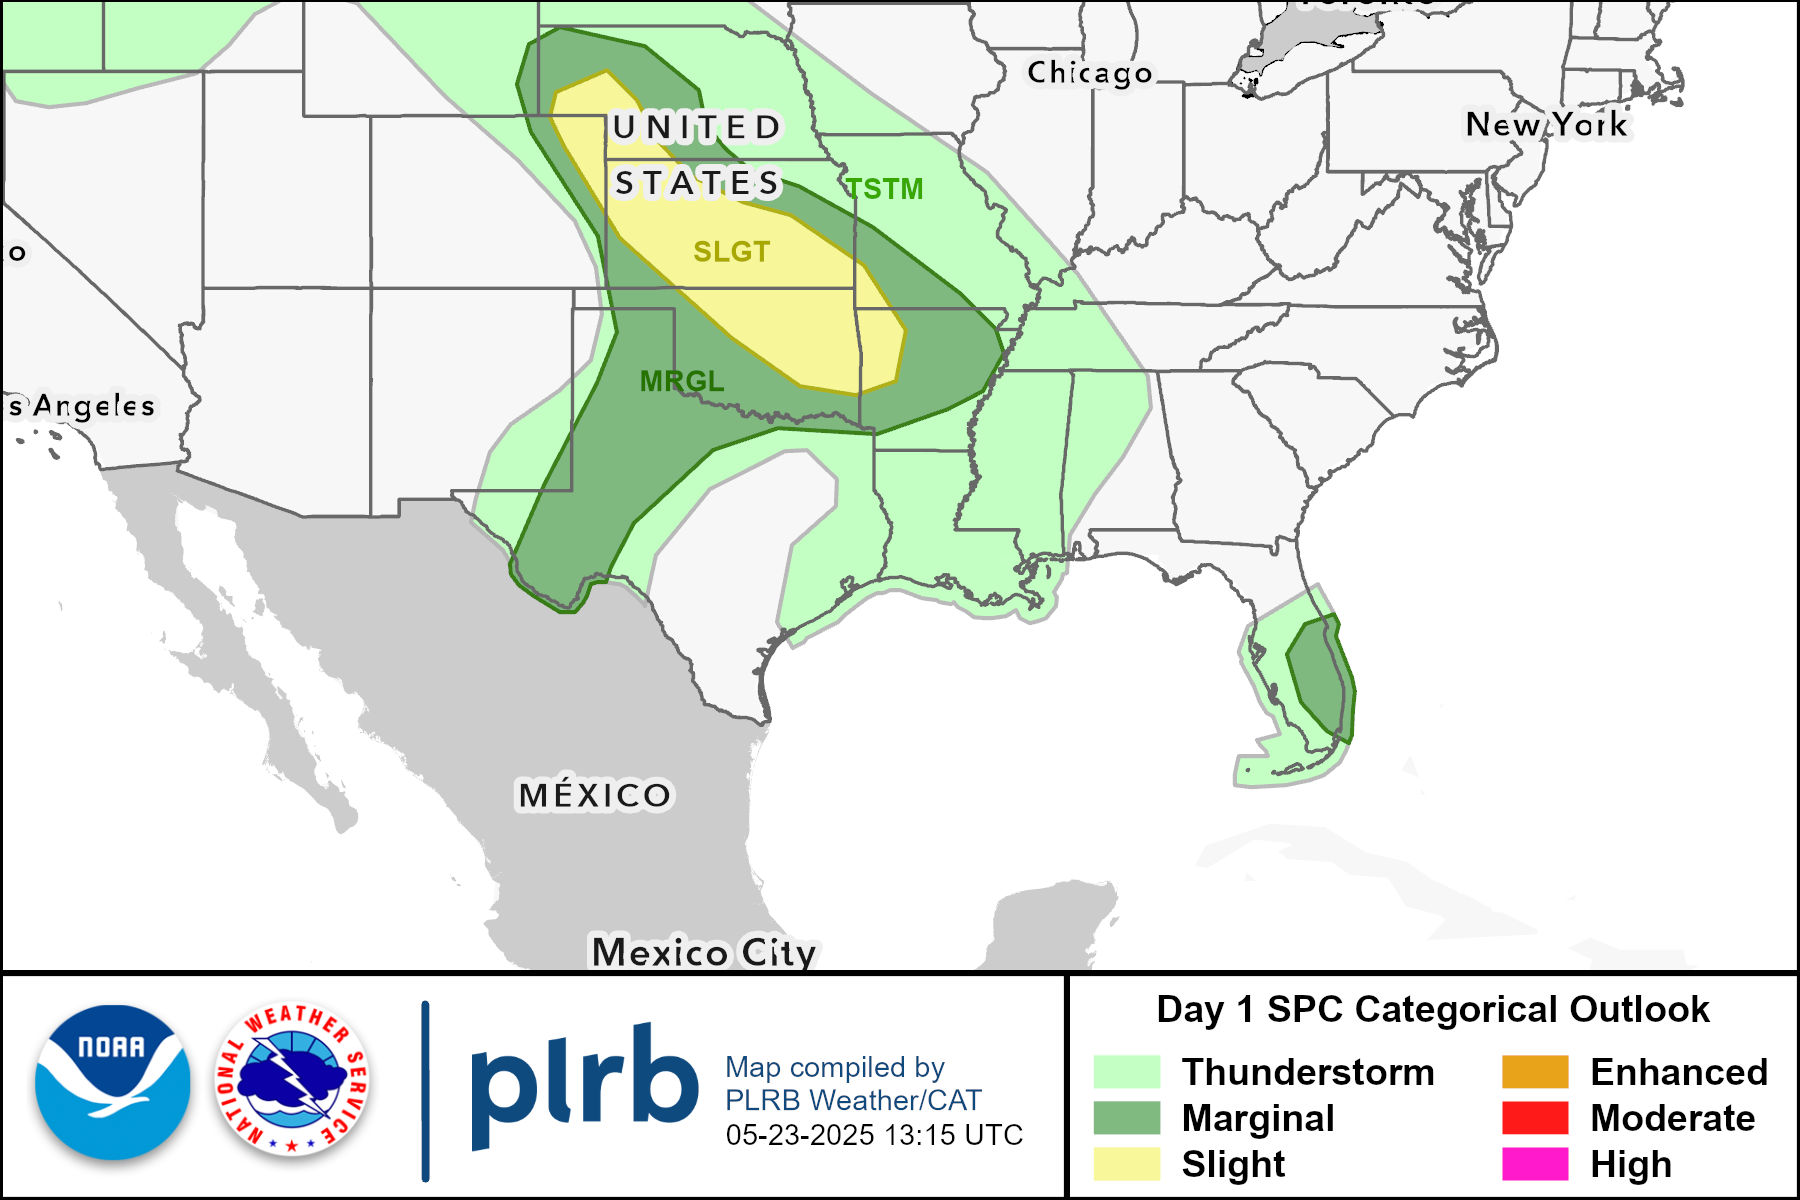 Chicago
New York
UNITED
STATES
TSTM
SLGT
MRGL
s Angeles
MÉXICO
Mexico City
NOAA
NATIONAL WEATHER SERVICE
plrb
Map compiled by
PLRB Weather/CAT
05-23-2025 13:15 UTC
Day 1 SPC Categorical Outlook
Thunderstorm
Enhanced
Marginal
Moderate
Slight
High